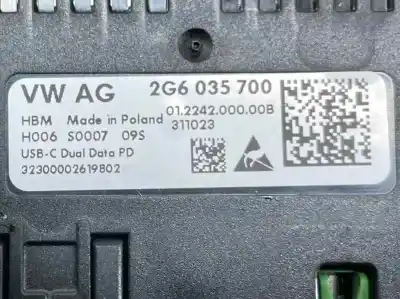 VW AG 2G6 035 700
HBM Made in Poland 01.2242.000.00B
H006 S0007 09S 311023
USB-C Dual Data PD
32300002619802